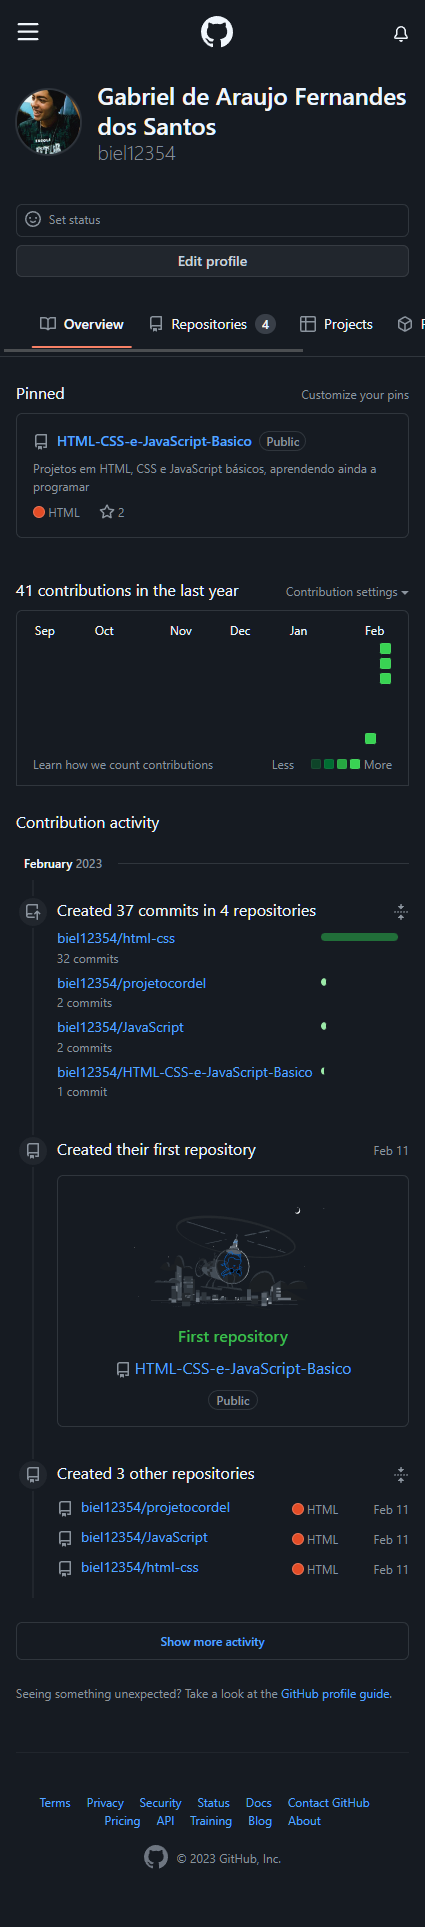 Gabriel de Araujo Fernandes
dos Santos
biel12354
Set status
Edit profile
Overview Repositories 4 Projects
Pinned Customize your pins
HTML-CSS-e-JavaScript-Basico Public
Projetos em HTML, CSS e JavaScript básicos, aprendendo ainda a
programar
HTML 2
41 contributions in the last year Contribution settings
Sep Oct Nov Dec Jan Feb
Learn how we count contributions Less More
Contribution activity
February 2023
Created 37 commits in 4 repositories
biel12354/html-css
32 commits
biel12354/projetocordel
2 commits
biel12354/JavaScript
2 commits
biel12354/HTML-CSS-e-JavaScript-Basico
1 commit
Created their first repository Feb 11
First repository
HTML-CSS-e-JavaScript-Basico
Public
Created 3 other repositories
biel12354/projetocordel HTML Feb 11
biel12354/JavaScript HTML Feb 11
biel12354/html-css HTML Feb 11
Show more activity
Seeing something unexpected? Take a look at the GitHub profile guide.
Terms Privacy Security Status Docs Contact GitHub
Pricing API Training Blog About
© 2023 GitHub, Inc.